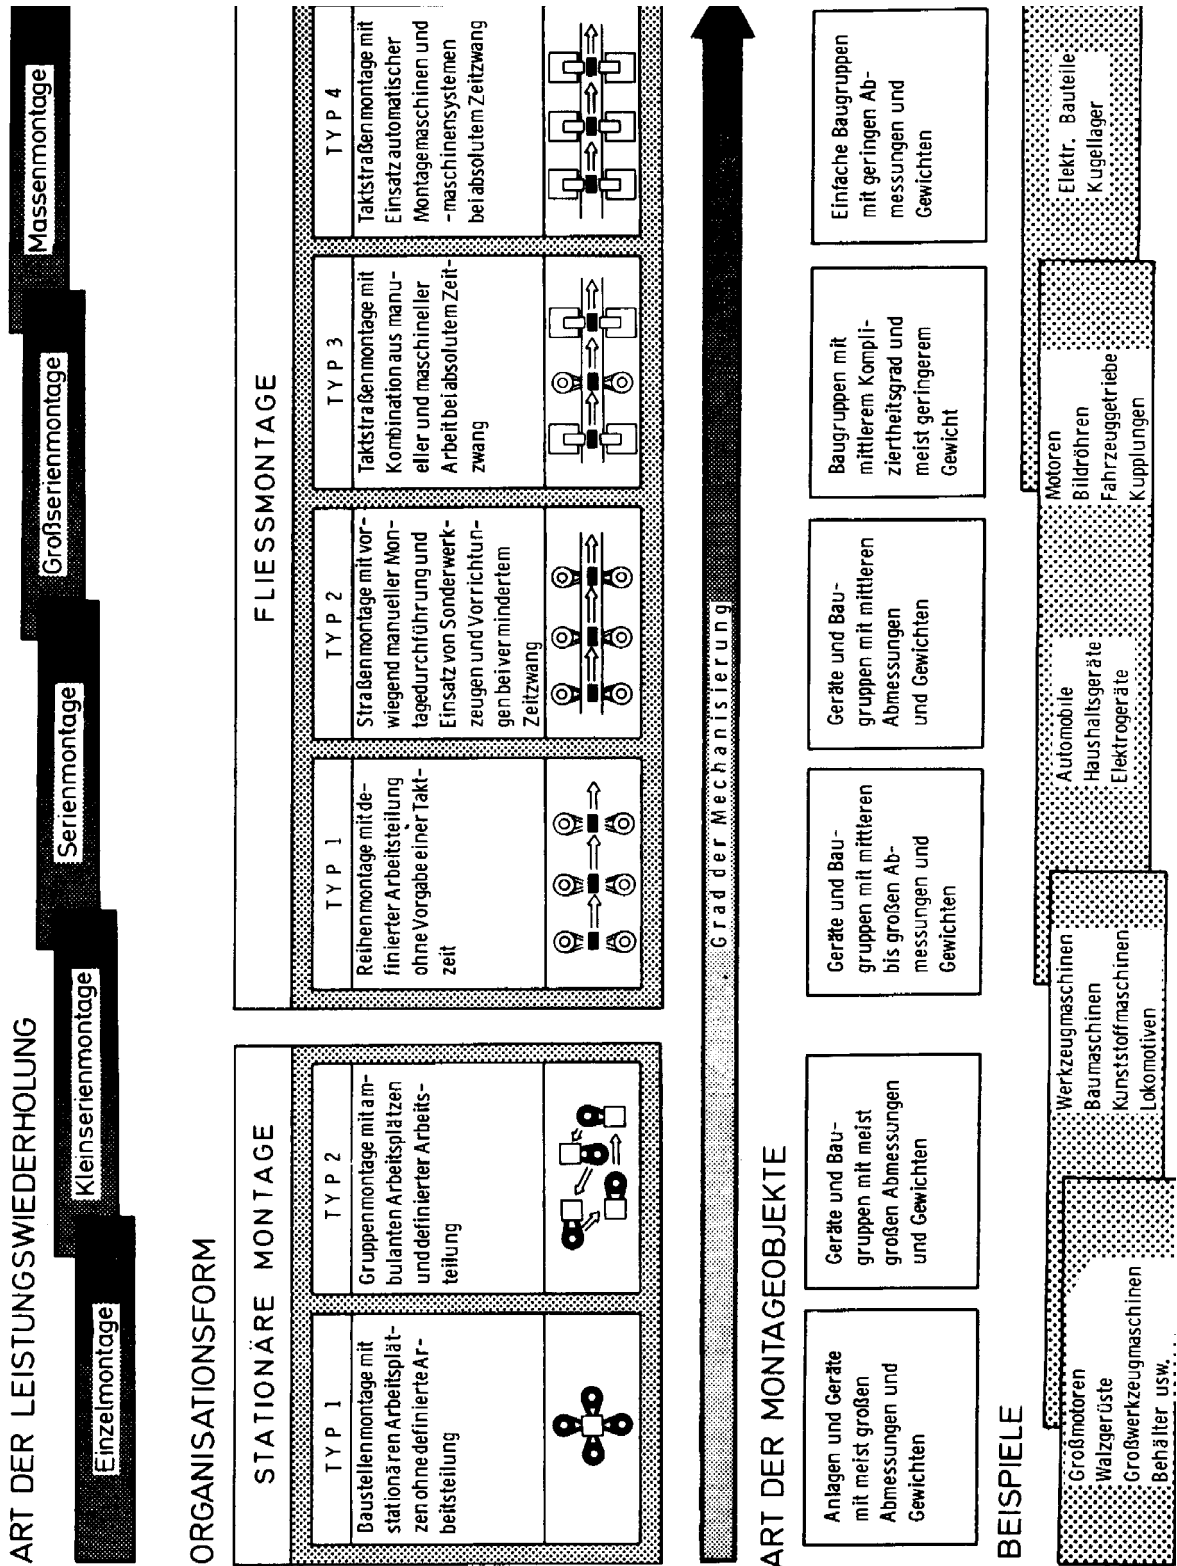 ART DER LEISTUNGSWIEDERHOLUNG
Einzelmontage
Kleinserienmontage
Serienmontage
Großserienmontage
Massenmontage
ORGANISATIONSFORM
STATIONÄRE MONTAGE
TYP 1
Baustellenmontage mit
stationären Arbeitsplät-
zen ohne definierte Ar-
beitsteilung
TYP 2
Gruppenmontage mit am-
bulanten Arbeitsplätzen
und definierter Arbeits-
teilung
FLIESSMONTAGE
TYP 1
Reihenmontage mit de-
finierter Arbeitsteilung
ohne Vorgabe einer Takt-
zeit
TYP 2
Straßenmontage mit vor-
wiegend manueller Mon-
tagedurchführung und
Einsatz von Sonderwerk-
zeugen und Vorrichtun-
gen bei vermindertem
Zeitzwang
TYP 3
Taktstraßenmontage mit
Kombination aus manu-
eller und maschineller
Arbeit bei absolutem Zeit-
zwang
TYP 4
Taktstraßenmontage mit
Einsatz automatischer
Montagemaschinen und
-maschinensystemen
bei absolutem Zeitzwang
Grad der Mechanisierung
ART DER MONTAGEOBJEKTE
Anlagen und Geräte
mit meist großen
Abmessungen und
Gewichten
Geräte und Bau-
gruppen mit meist
großen Abmessungen
und Gewichten
Geräte und Bau-
gruppen mit mittleren
bis großen Ab-
messungen und
Gewichten
Geräte und Bau-
gruppen mit mittleren
Abmessungen
und Gewichten
Baugruppen mit
mittlerem Kompli-
ziertheitsgrad und
meist geringerem
Gewicht
Einfache Baugruppen
mit geringen Ab-
messungen und
Gewichten
BEISPIELE
Großmotoren
Walzgerüste
Großwerkzeugmaschinen
Behälter usw.
Werkzeugmaschinen
Baumaschinen
Kunststoffmaschinen
Lokomotiven
Automobile
Haushaltsgeräte
Elektrogeräte
Motoren
Bildröhren
Fahrzeuggetriebe
Kupplungen
Elektr. Bauteile
Kugellager